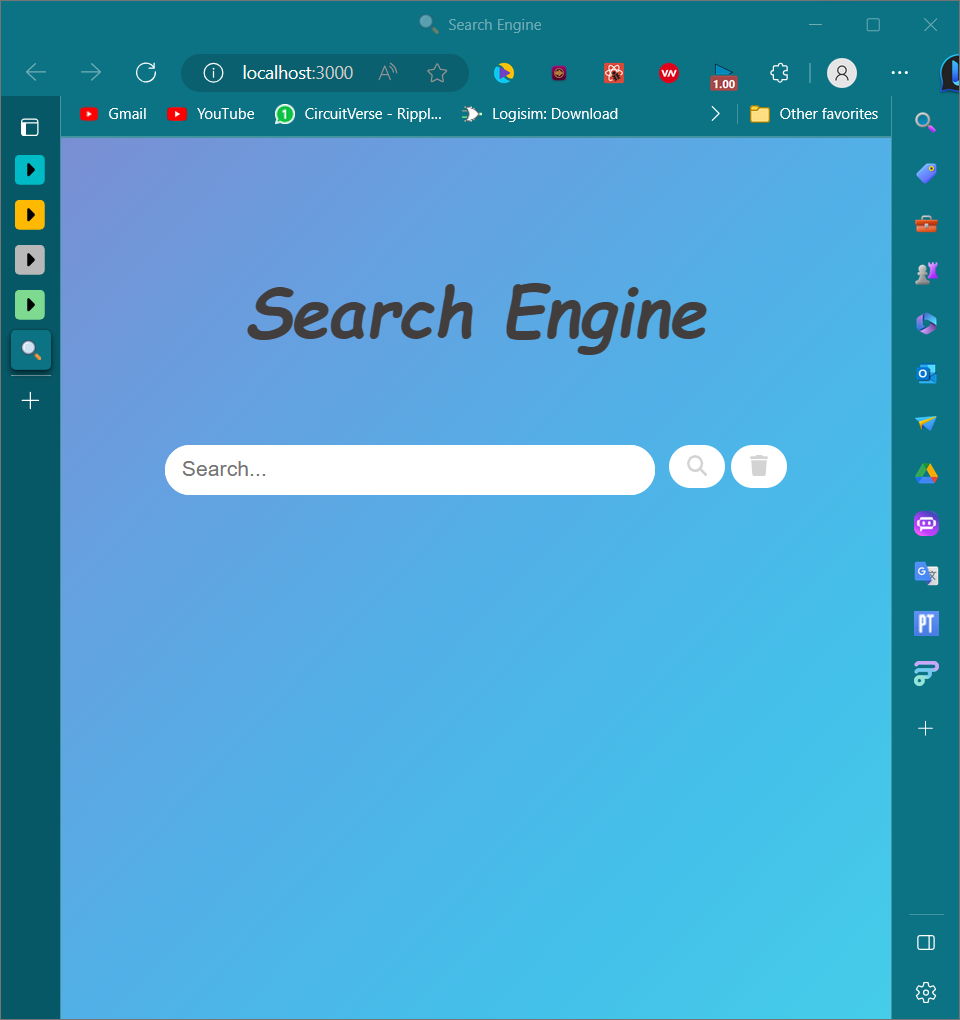 Search Engine
localhost:3000
1.00
Gmail YouTube CircuitVerse - Rippl... Logisim: Download Other favorites
Search Engine
Search...
PT